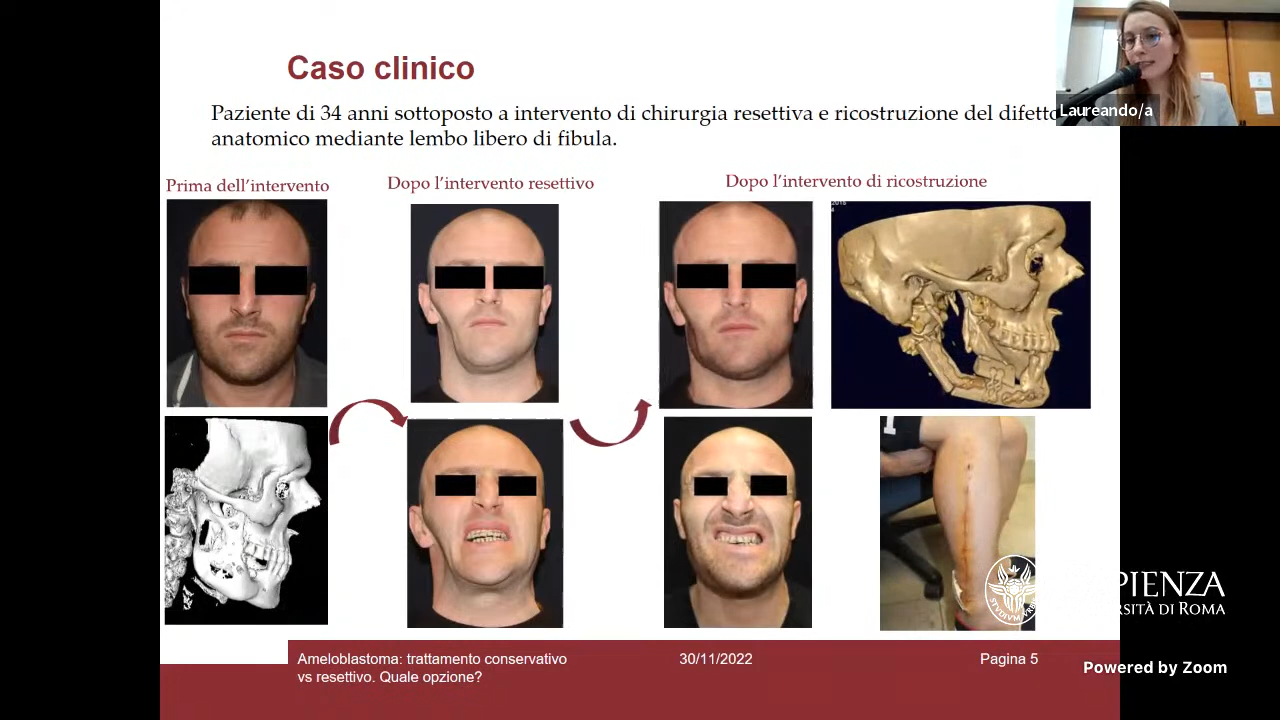 Caso clinico
Paziente di 34 anni sottoposto a intervento di chirurgia resettiva e ricostruzione del difetto
anatomico mediante lembo libero di fibula.
Laureando/a
Prima dell'intervento
Dopo l'intervento resettivo
Dopo l'intervento di ricostruzione
PIENZA
RSITÀ DI ROMA
Ameloblastoma: trattamento conservativo
vs resettivo. Quale opzione?
30/11/2022
Pagina 5
Powered by Zoom